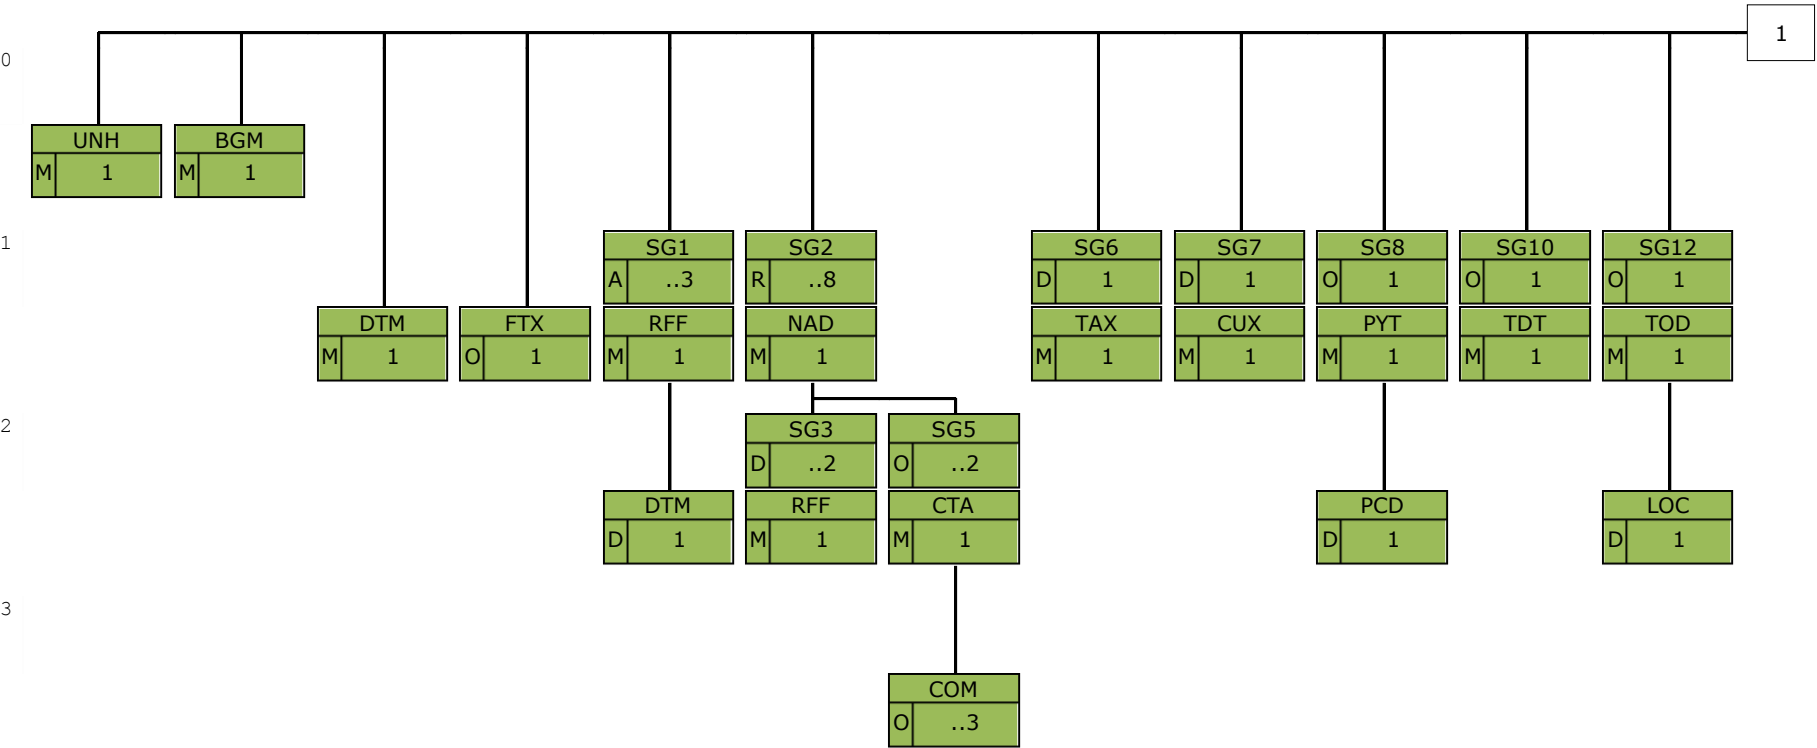 1
0
UNH BGM
M 1 M 1
1
SG1 SG2 SG6 SG7 SG8 SG10 SG12
A ..3 R ..8 D 1 D 1 O 1 O 1 O 1
DTM FTX RFF NAD TAX CUX PYT TDT TOD
M 1 O 1 M 1 M 1 M 1 M 1 M 1 M 1 M 1
2
SG3 SG5
D ..2 O ..2
DTM RFF CTA PCD LOC
D 1 M 1 M 1 D 1 D 1
3
COM
O ..3